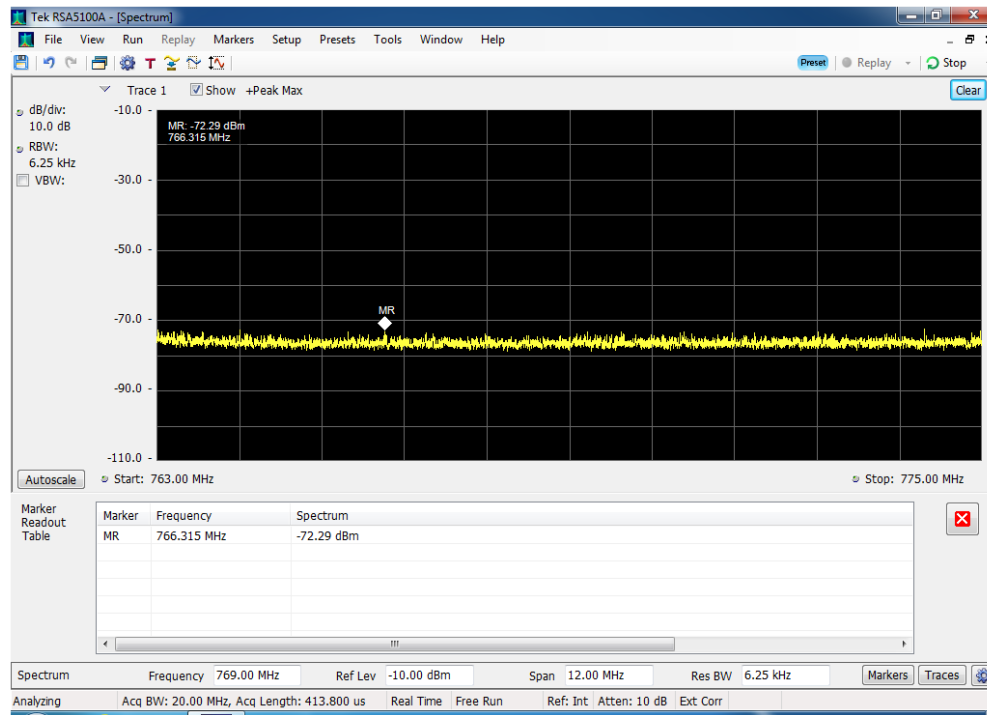 Tek RSA5100A - [Spectrum]
File View Run Replay Markers Setup Presets Tools Window Help
T Preset Replay Stop
Trace 1 Show +Peak Max Clear
dB/div:
10.0 dB
RBW:
6.25 kHz
VBW:
-10.0
-30.0
-50.0
-70.0
-90.0
-110.0
MR: -72.29 dBm
766.315 MHz
MR
Autoscale Start: 763.00 MHz Stop: 775.00 MHz
Marker
Readout
Table
Marker Frequency Spectrum
MR 766.315 MHz -72.29 dBm
Spectrum Frequency 769.00 MHz Ref Lev -10.00 dBm Span 12.00 MHz Res BW 6.25 kHz Markers Traces
Analyzing Acq BW: 20.00 MHz, Acq Length: 413.800 us Real Time Free Run Ref: Int Atten: 10 dB Ext Corr